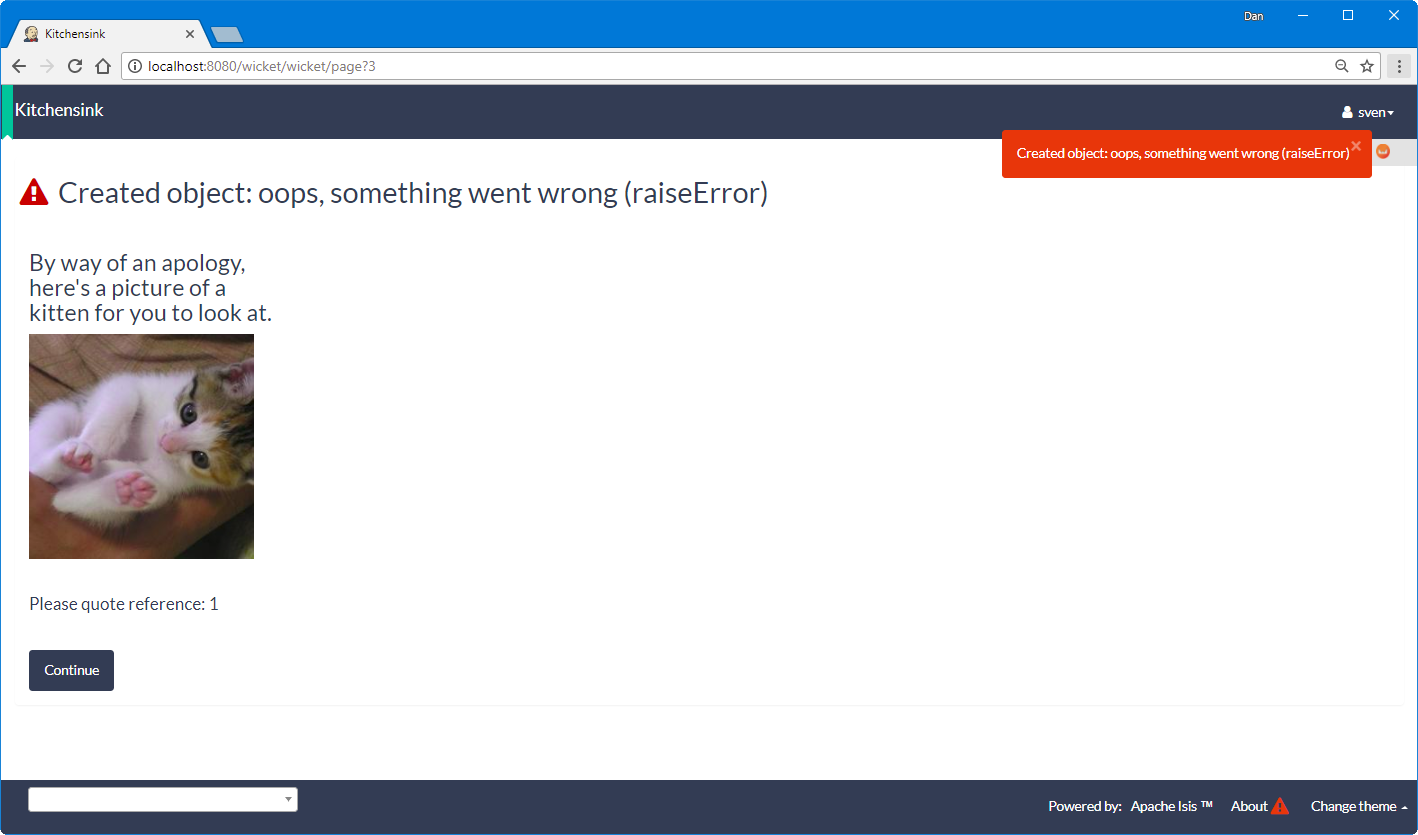 Dan
Kitchensink
localhost:8080/wicket/wicket/page?3
Kitchensink
sven
Created object: oops, something went wrong (raiseError)
Created object: oops, something went wrong (raiseError)
By way of an apology,
here's a picture of a
kitten for you to look at.
Please quote reference: 1
Continue
Powered by: Apache Isis ™ About Change theme